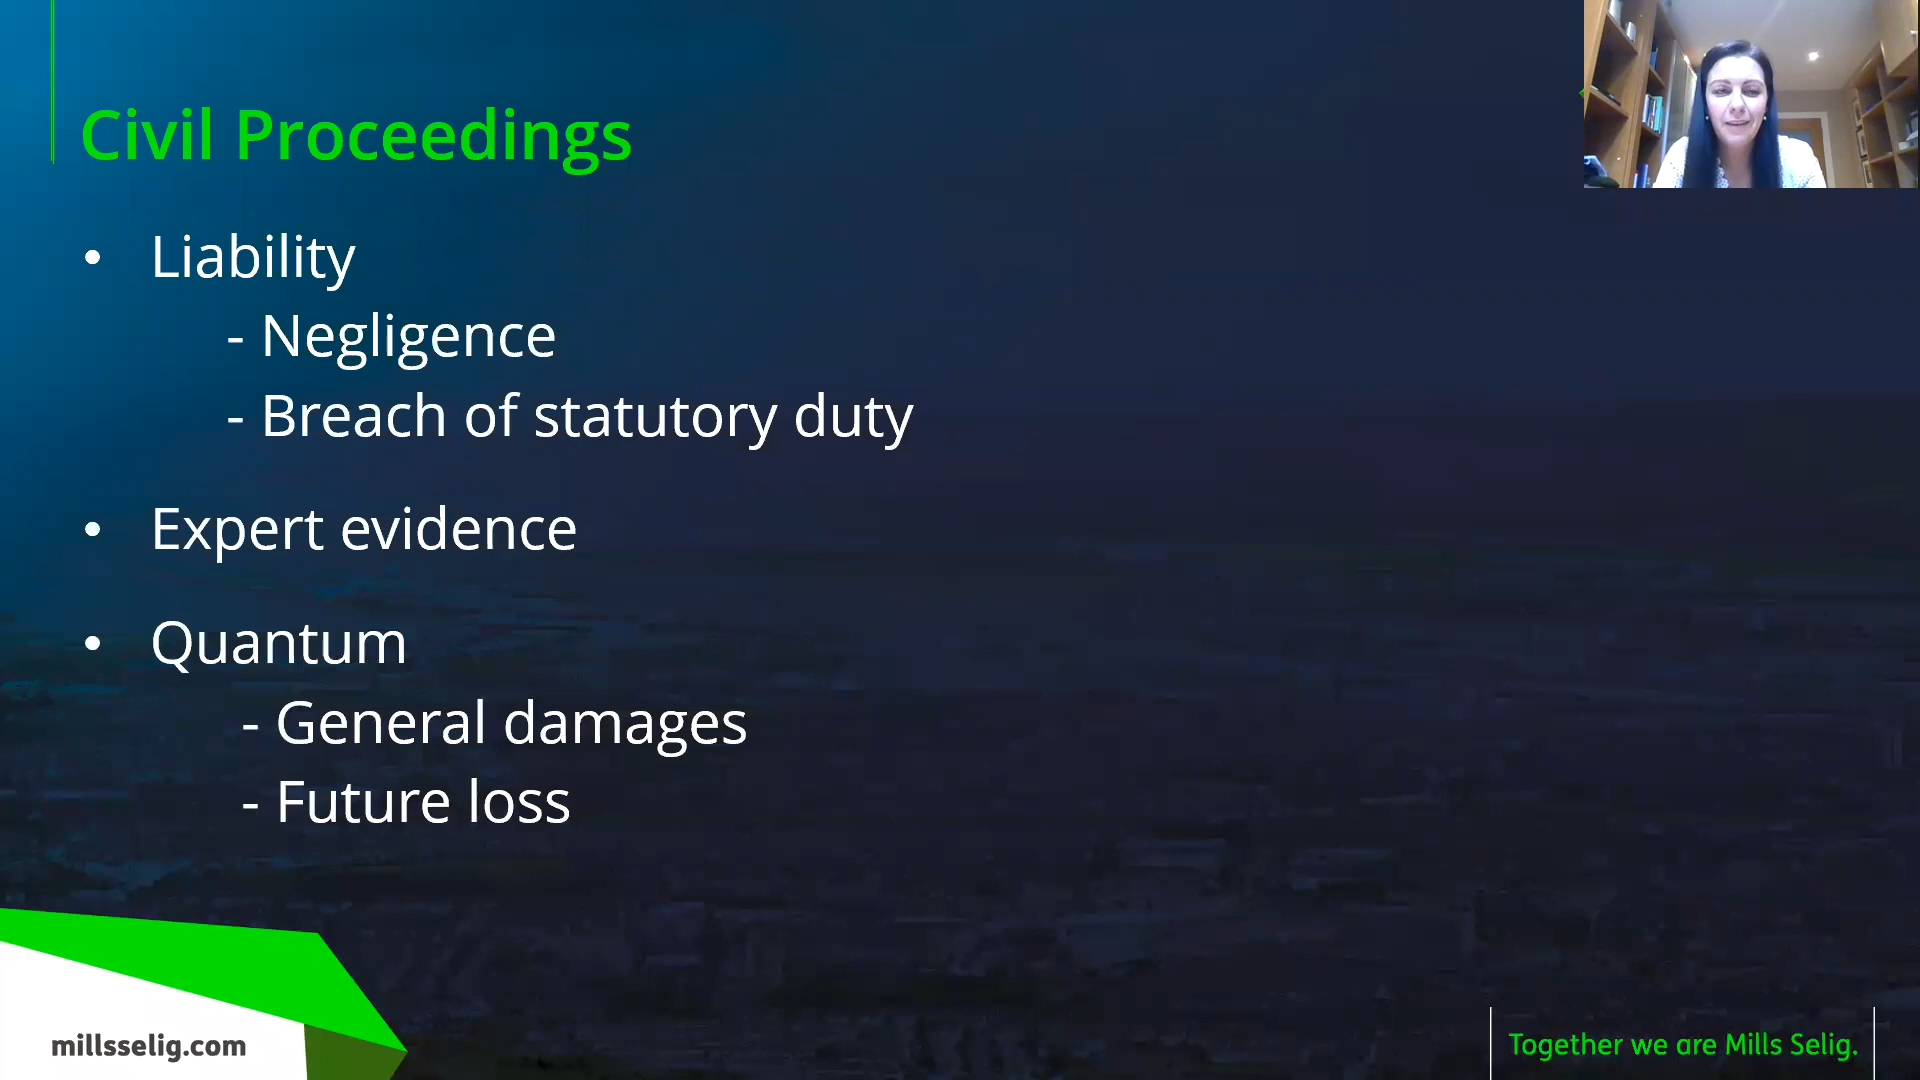 Civil Proceedings
• Liability
- Negligence
- Breach of statutory duty
• Expert evidence
• Quantum
- General damages
- Future loss
millsselig.com
Together we are Mills Selig.